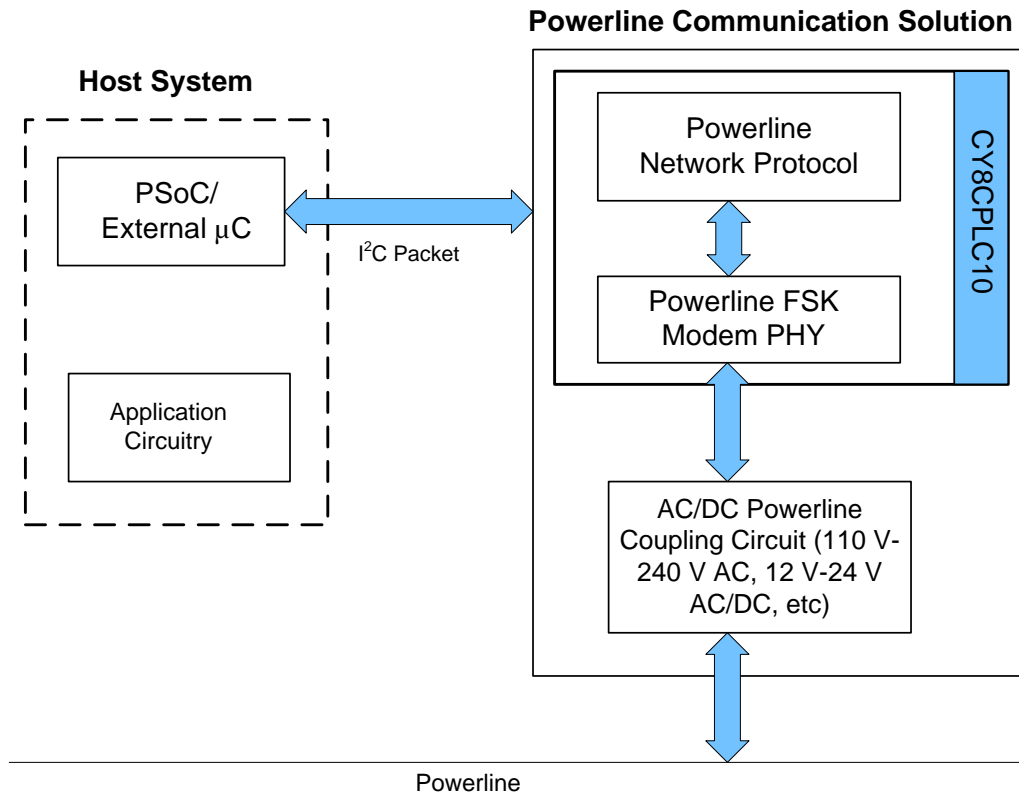 Powerline Communication Solution
Host System
PSoC/
External μC
I²C Packet
Application
Circuitry
Powerline
Network Protocol
CY8CPLC10
Powerline FSK
Modem PHY
AC/DC Powerline
Coupling Circuit (110 V-
240 V AC, 12 V-24 V
AC/DC, etc)
Powerline